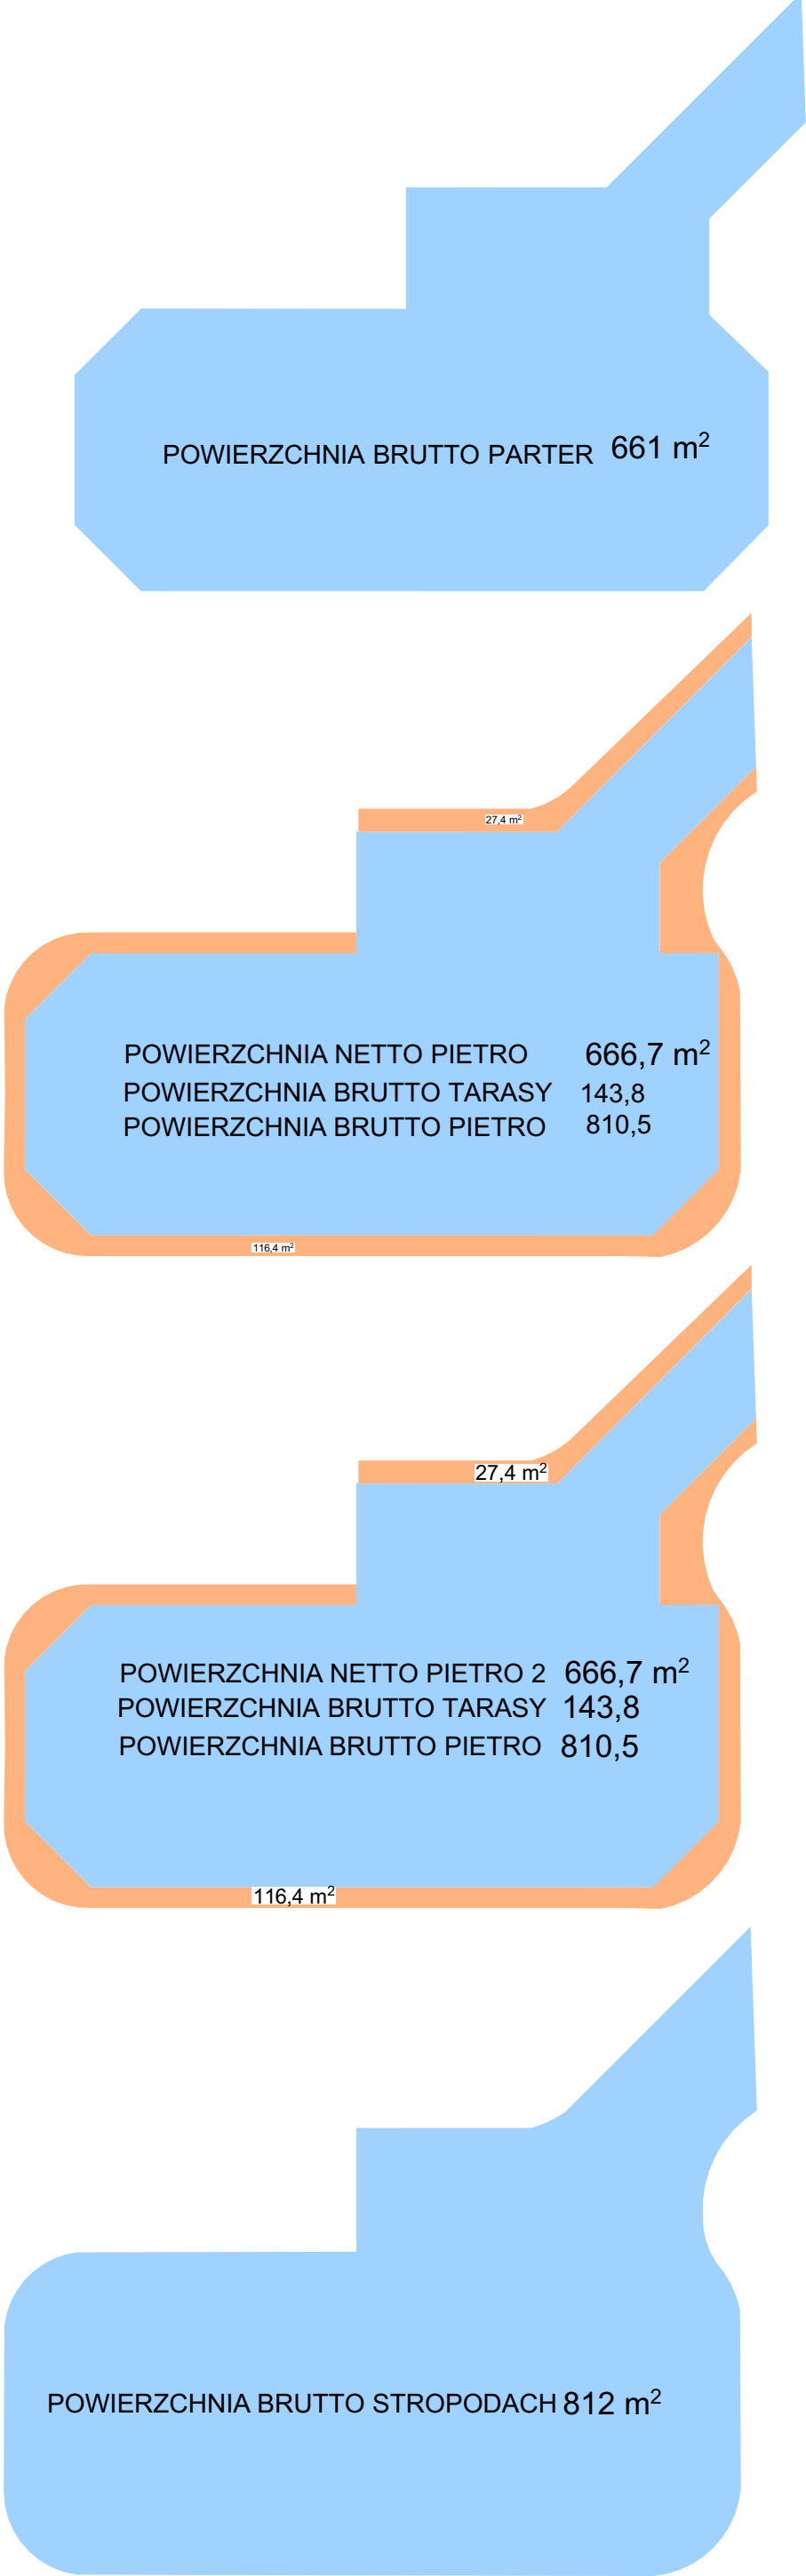 POWIERZCHNIA BRUTTO PARTER 661 m²
27,4 m²
POWIERZCHNIA NETTO PIETRO 666,7 m²
POWIERZCHNIA BRUTTO TARASY 143,8
POWIERZCHNIA BRUTTO PIETRO 810,5
116,4 m²
27,4 m²
POWIERZCHNIA NETTO PIETRO 2 666,7 m²
POWIERZCHNIA BRUTTO TARASY 143,8
POWIERZCHNIA BRUTTO PIETRO 810,5
116,4 m²
POWIERZCHNIA BRUTTO STROPODACH 812 m²